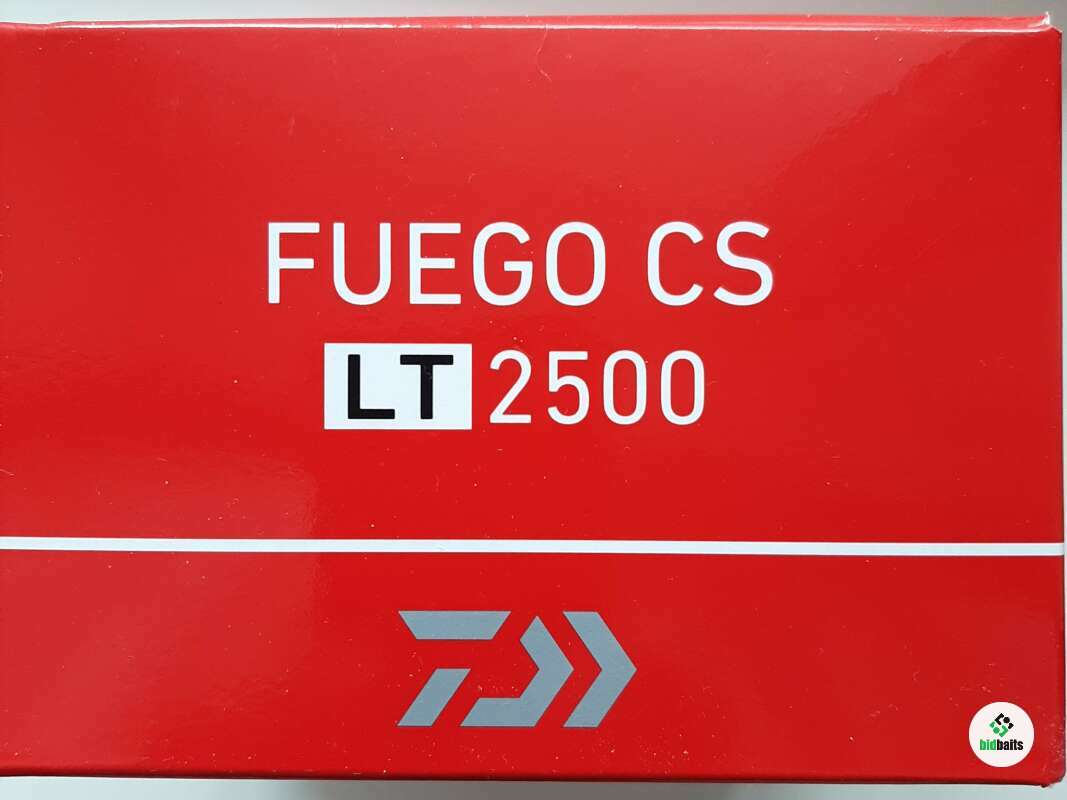 FUEGO CS
LT 2500
bidbaits